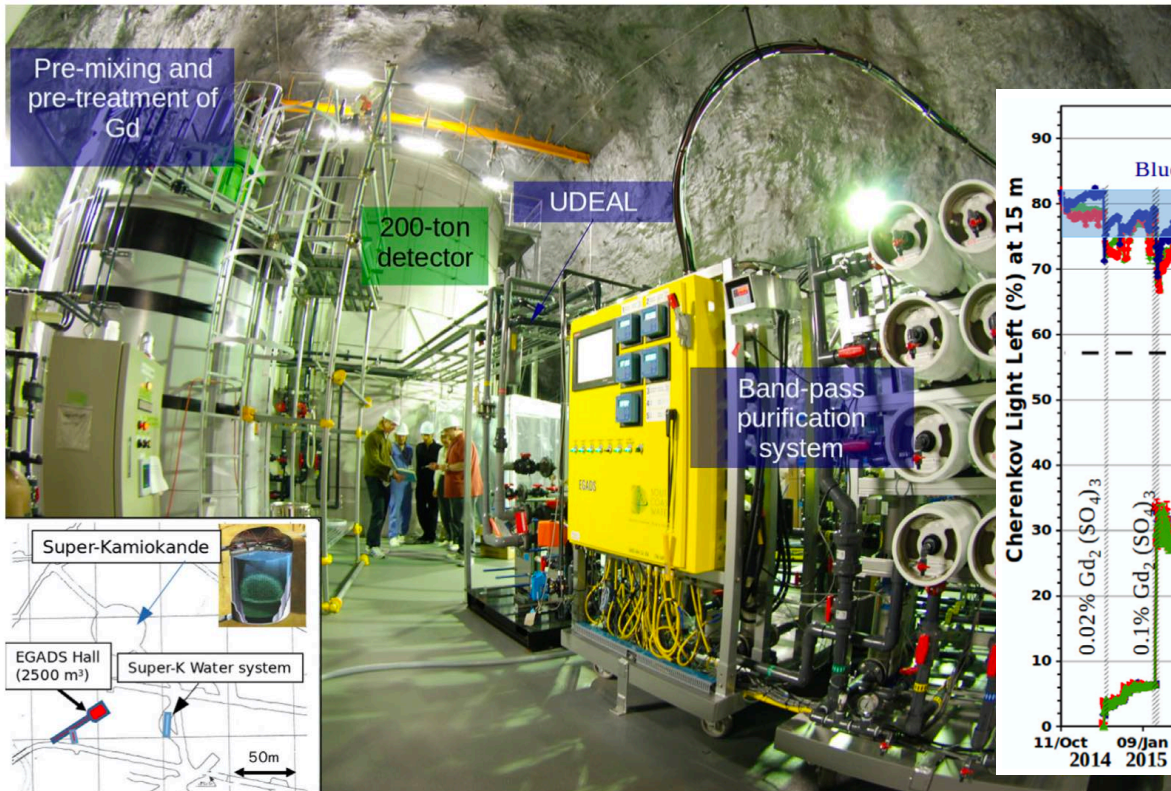 Pre-mixing and
pre-treatment of
Gd
200-ton
detector
UDEAL
Band-pass
purification
system
EGADS
Super-Kamiokande
EGADS Hall
(2500 m³)
Super-K Water system
50m
Cherenkov Light Left (%) at 15 m
90
80
70
60
50
40
30
20
10
0
Blue
0.02% Gd₂ (SO₄)₃
0.1% Gd₂ (SO₄)₃
11/Oct
2014
09/Jan
2015